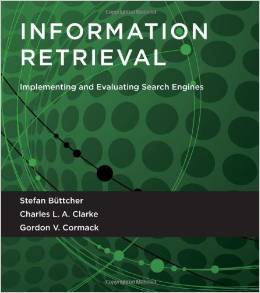 INFORMATION
RETRIEVAL
Implementing and Evaluating Search Engines
Stefan Büttcher
Charles L. A. Clarke
Gordon V. Cormack